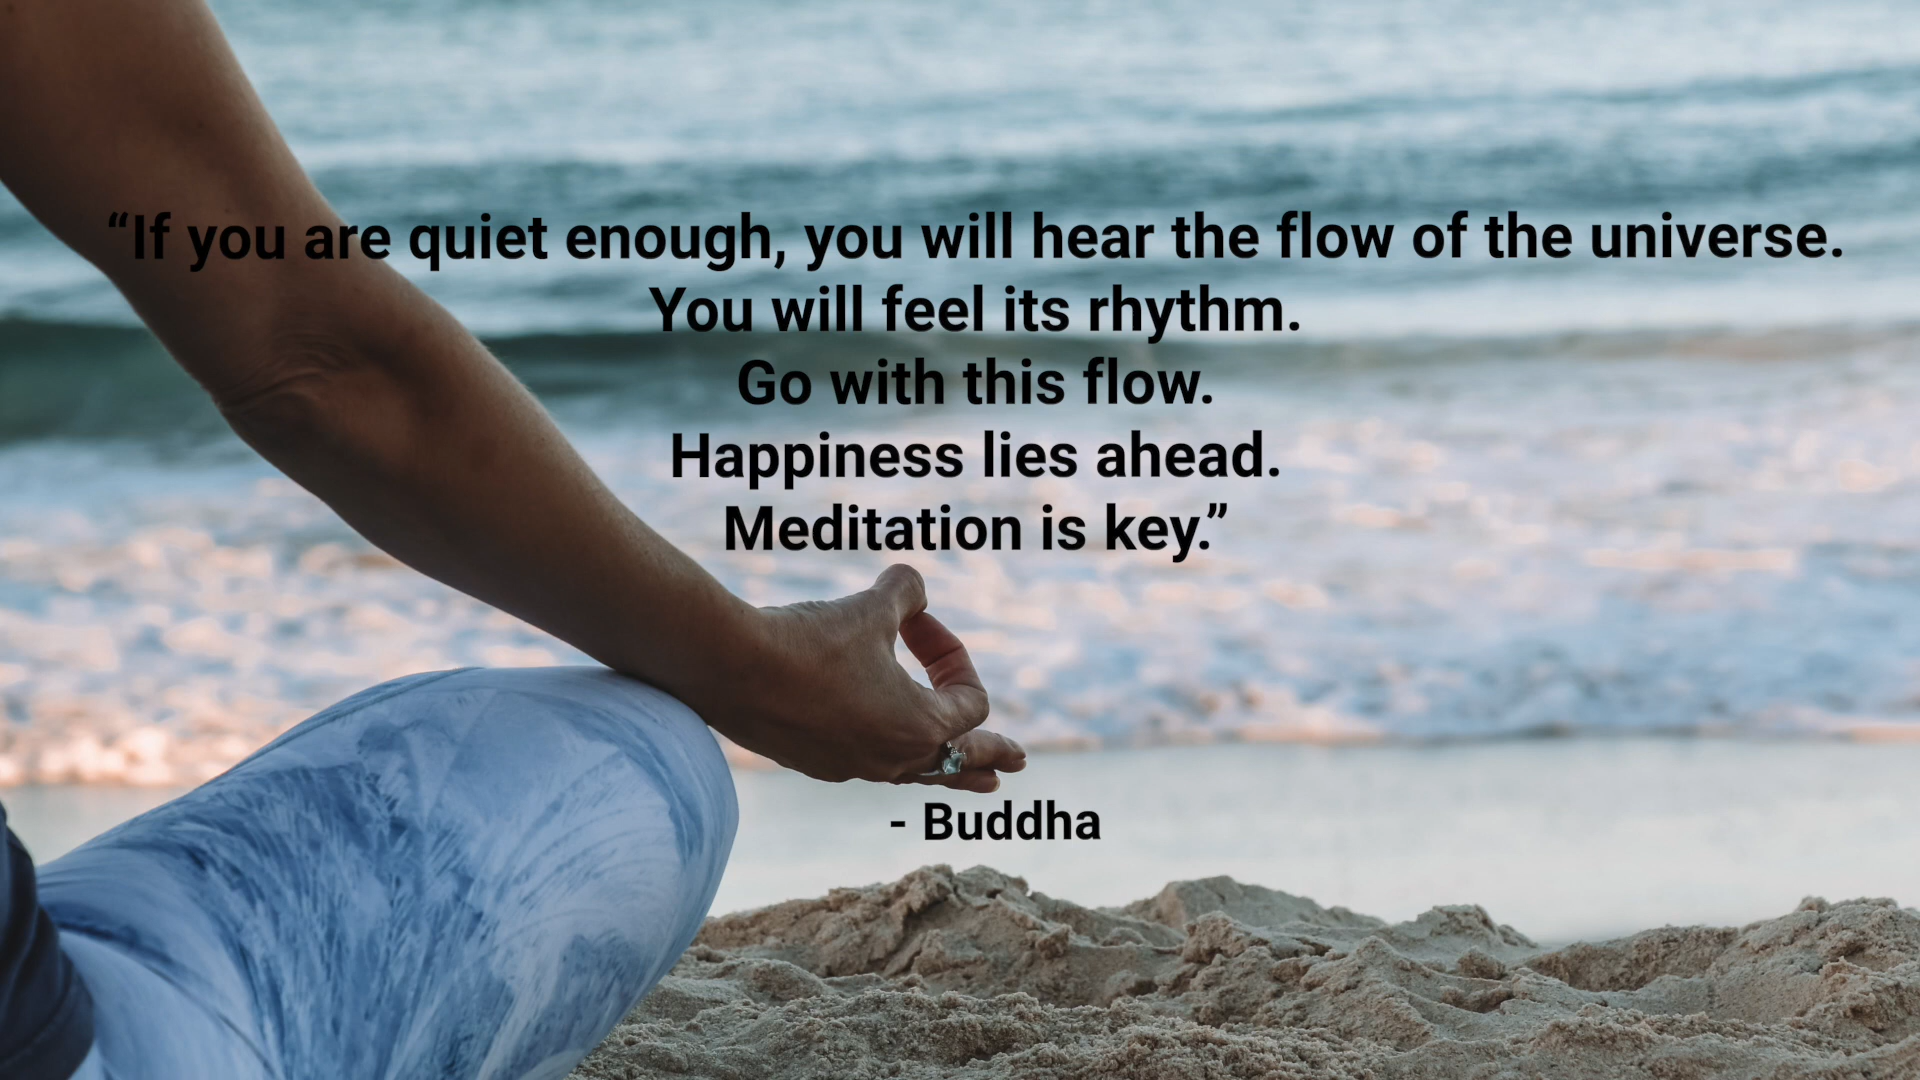 “If you are quiet enough, you will hear the flow of the universe.
You will feel its rhythm.
Go with this flow.
Happiness lies ahead.
Meditation is key.”
- Buddha